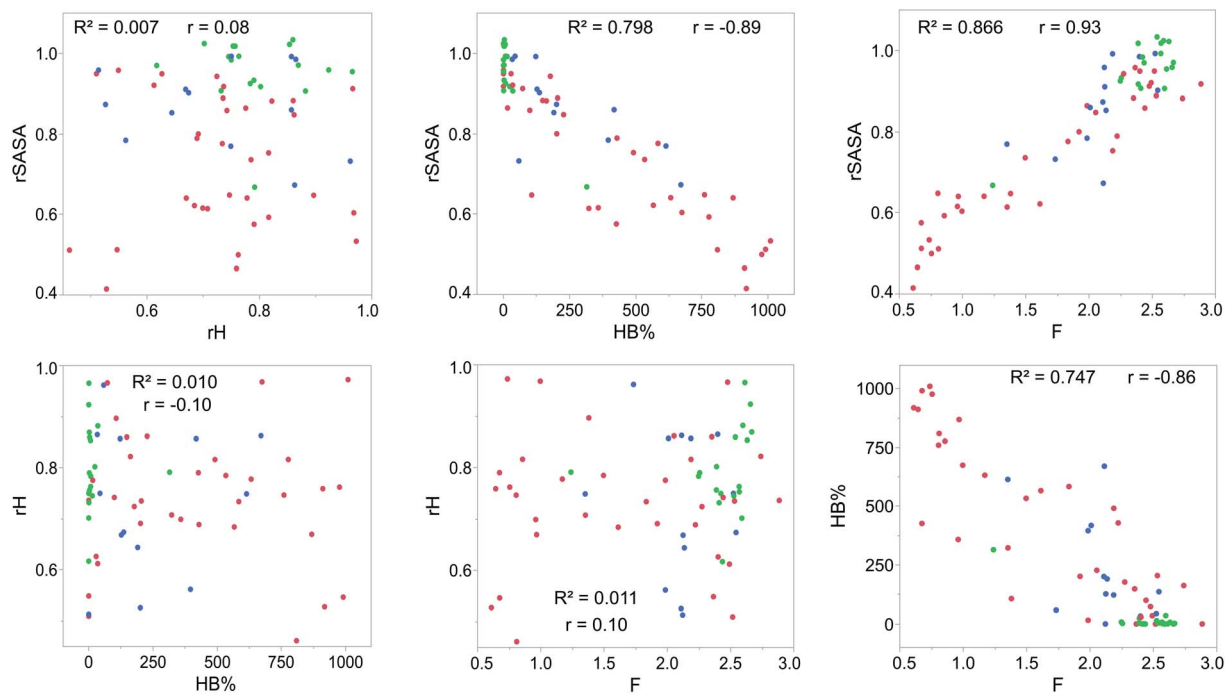 R² = 0.007 r = 0.08
1.0
0.8
0.6
0.4
rSASA
0.6 0.8 1.0
rH
R² = 0.798 r = -0.89
1.0
0.8
0.6
0.4
rSASA
0 250 500 750 1000
HB%
R² = 0.866 r = 0.93
1.0
0.8
0.6
0.4
rSASA
0.5 1.0 1.5 2.0 2.5 3.0
F
R² = 0.010
r = -0.10
1.0
0.8
0.6
rH
0 250 500 750 1000
HB%
R² = 0.011
r = 0.10
1.0
0.8
0.6
rH
0.5 1.0 1.5 2.0 2.5 3.0
F
R² = 0.747 r = -0.86
1000
750
500
250
0
HB%
0.5 1.0 1.5 2.0 2.5 3.0
F